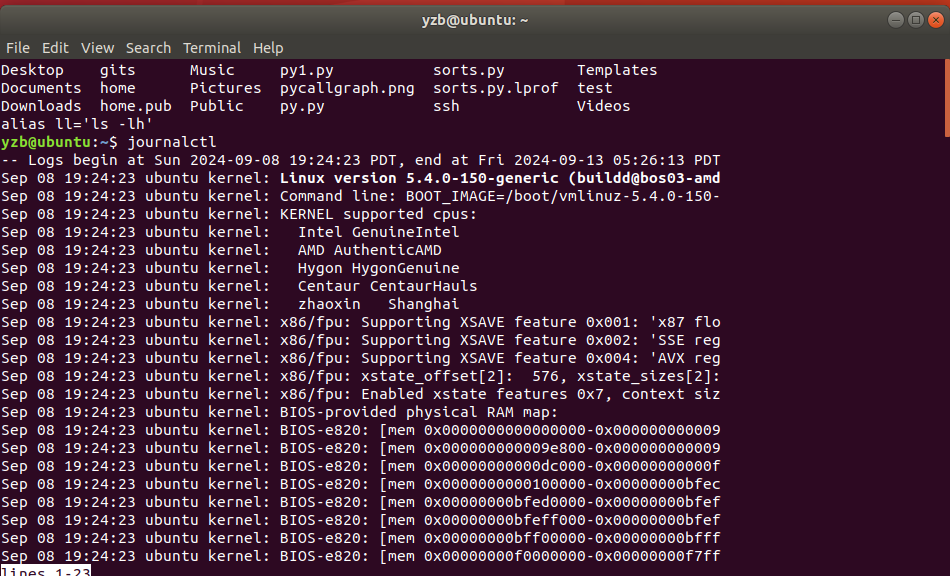 yzb@ubuntu: ~
File Edit View Search Terminal Help
Desktop gits Music py1.py sorts.py Templates
Documents home Pictures pycallgraph.png sorts.py.lprof test
Downloads home.pub Public py.py ssh Videos
alias ll='ls -lh'
yzb@ubuntu:~$ journalctl
-- Logs begin at Sun 2024-09-08 19:24:23 PDT, end at Fri 2024-09-13 05:26:13 PDT
Sep 08 19:24:23 ubuntu kernel: Linux version 5.4.0-150-generic (buildd@bos03-amd
Sep 08 19:24:23 ubuntu kernel: Command line: BOOT_IMAGE=/boot/vmlinuz-5.4.0-150-
Sep 08 19:24:23 ubuntu kernel: KERNEL supported cpus:
Sep 08 19:24:23 ubuntu kernel:   Intel GenuineIntel
Sep 08 19:24:23 ubuntu kernel:   AMD AuthenticAMD
Sep 08 19:24:23 ubuntu kernel:   Hygon HygonGenuine
Sep 08 19:24:23 ubuntu kernel:   Centaur CentaurHauls
Sep 08 19:24:23 ubuntu kernel:   zhaoxin   Shanghai
Sep 08 19:24:23 ubuntu kernel: x86/fpu: Supporting XSAVE feature 0x001: 'x87 flo
Sep 08 19:24:23 ubuntu kernel: x86/fpu: Supporting XSAVE feature 0x002: 'SSE reg
Sep 08 19:24:23 ubuntu kernel: x86/fpu: Supporting XSAVE feature 0x004: 'AVX reg
Sep 08 19:24:23 ubuntu kernel: x86/fpu: xstate_offset[2]:  576, xstate_sizes[2]:
Sep 08 19:24:23 ubuntu kernel: x86/fpu: Enabled xstate features 0x7, context siz
Sep 08 19:24:23 ubuntu kernel: BIOS-provided physical RAM map:
Sep 08 19:24:23 ubuntu kernel: BIOS-e820: [mem 0x0000000000000000-0x000000000009
Sep 08 19:24:23 ubuntu kernel: BIOS-e820: [mem 0x000000000009e800-0x000000000009
Sep 08 19:24:23 ubuntu kernel: BIOS-e820: [mem 0x00000000000dc000-0x00000000000f
Sep 08 19:24:23 ubuntu kernel: BIOS-e820: [mem 0x0000000000100000-0x00000000bfec
Sep 08 19:24:23 ubuntu kernel: BIOS-e820: [mem 0x00000000bfed0000-0x00000000bfef
Sep 08 19:24:23 ubuntu kernel: BIOS-e820: [mem 0x00000000bfeff000-0x00000000bfef
Sep 08 19:24:23 ubuntu kernel: BIOS-e820: [mem 0x00000000bff00000-0x00000000bfff
Sep 08 19:24:23 ubuntu kernel: BIOS-e820: [mem 0x00000000f0000000-0x00000000f7ff
lines 1-23